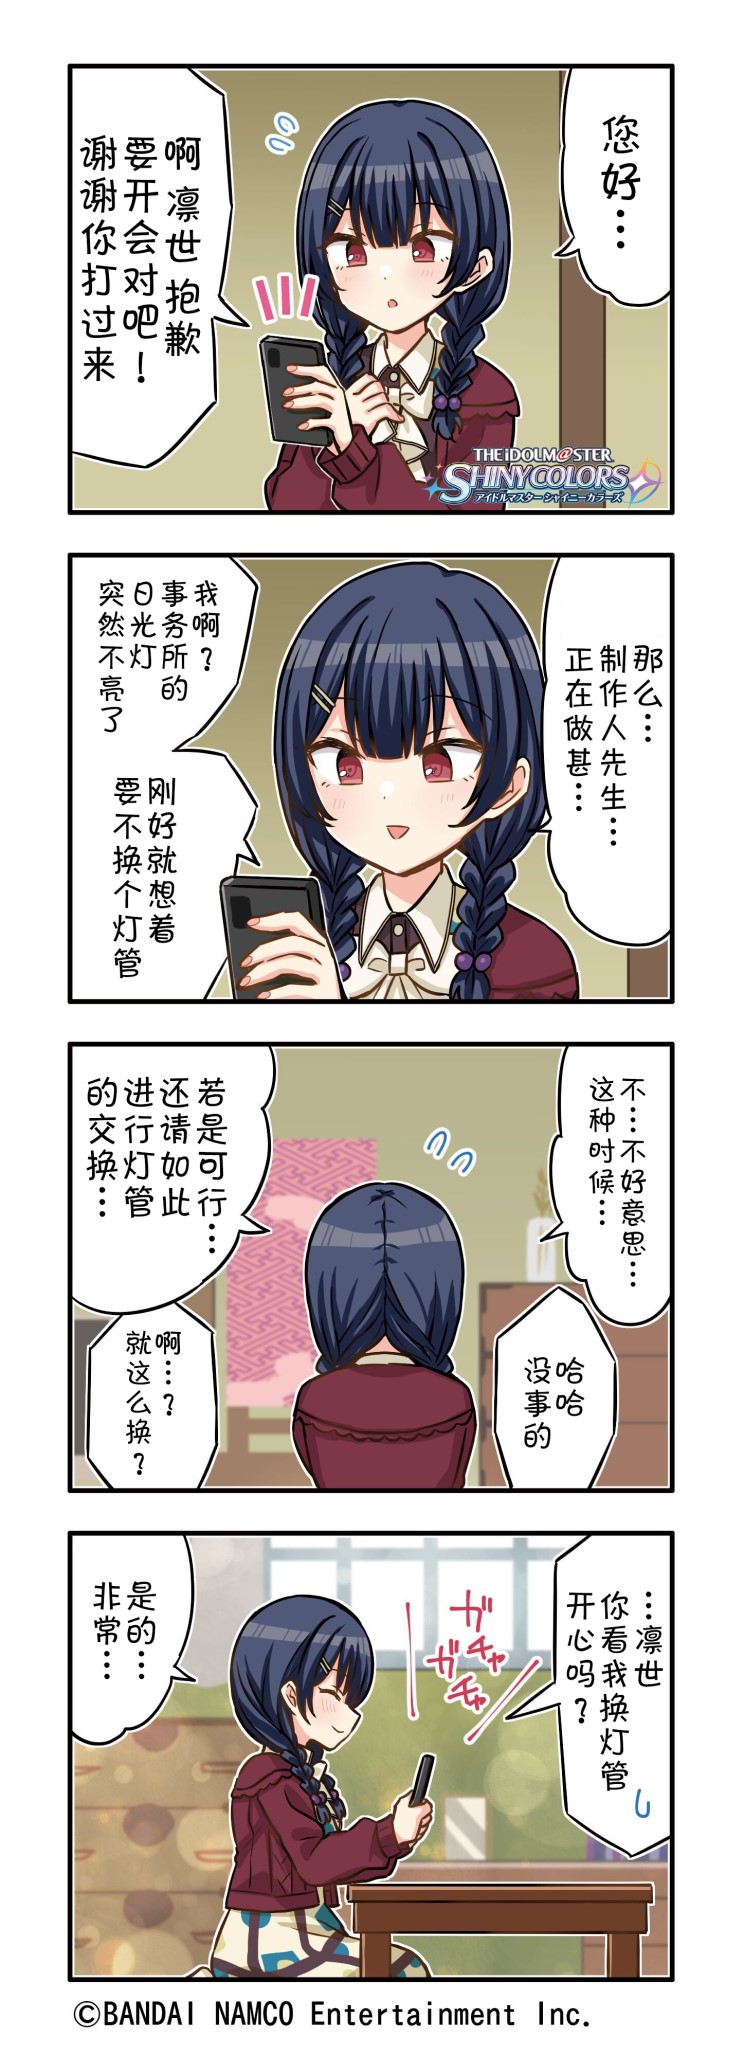 您好…
啊 凛世 抱歉
要开会对吧！
谢谢你打过来
THE iDOLM@STER
SHINYCOLORS
アイドルマスター シャイニーカラーズ
那么…
制作人先生…
正在做甚…
我啊？
事务所的
日光灯
突然不亮了
刚好就想着
要不换个灯管
不…不好意思…
这种时候…
哈哈
没事的
若是可行…
还请如此
进行灯管
的交换…
啊…？
就这么换？
…凛世
你看我换灯管
开心吗？
ガチャ
ガチャ
是的…
非常…
©BANDAI NAMCO Entertainment Inc.